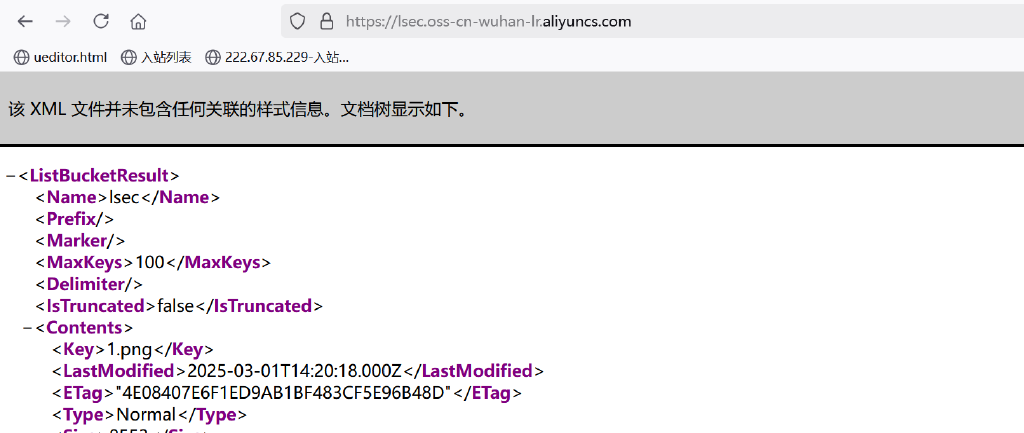 https://lsec.oss-cn-wuhan-lr.aliyuncs.com
ueditor.html 入站列表 222.67.85.229-入站...
该 XML 文件并未包含任何关联的样式信息。文档树显示如下。
−<ListBucketResult>
<Name>lsec</Name>
<Prefix/>
<Marker/>
<MaxKeys>100</MaxKeys>
<Delimiter/>
<IsTruncated>false</IsTruncated>
−<Contents>
<Key>1.png</Key>
<LastModified>2025-03-01T14:20:18.000Z</LastModified>
<ETag>"4E08407E6F1ED9AB1BF483CF5E96B48D"</ETag>
<Type>Normal</Type>